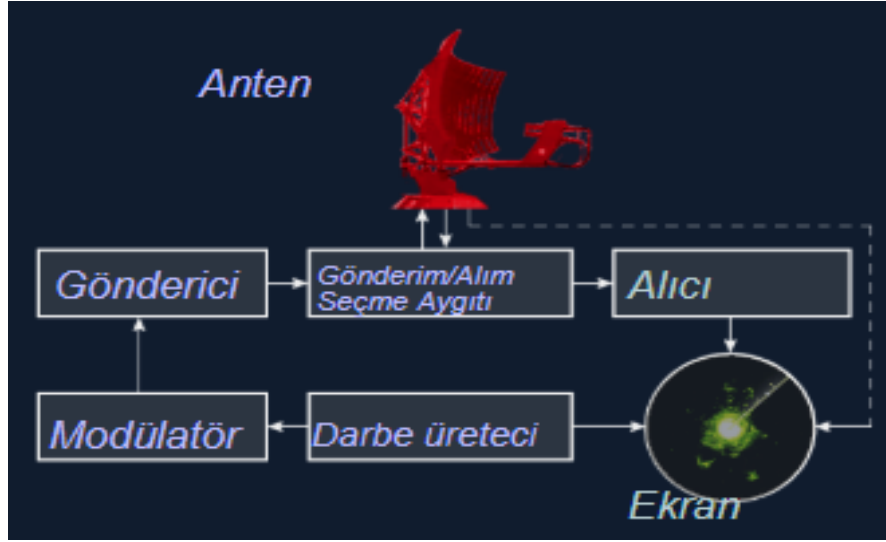 Anten
Gönderici
Gönderim/Alım
Seçme Aygıtı
Alıcı
Modülatör
Darbe üreteci
Ekran